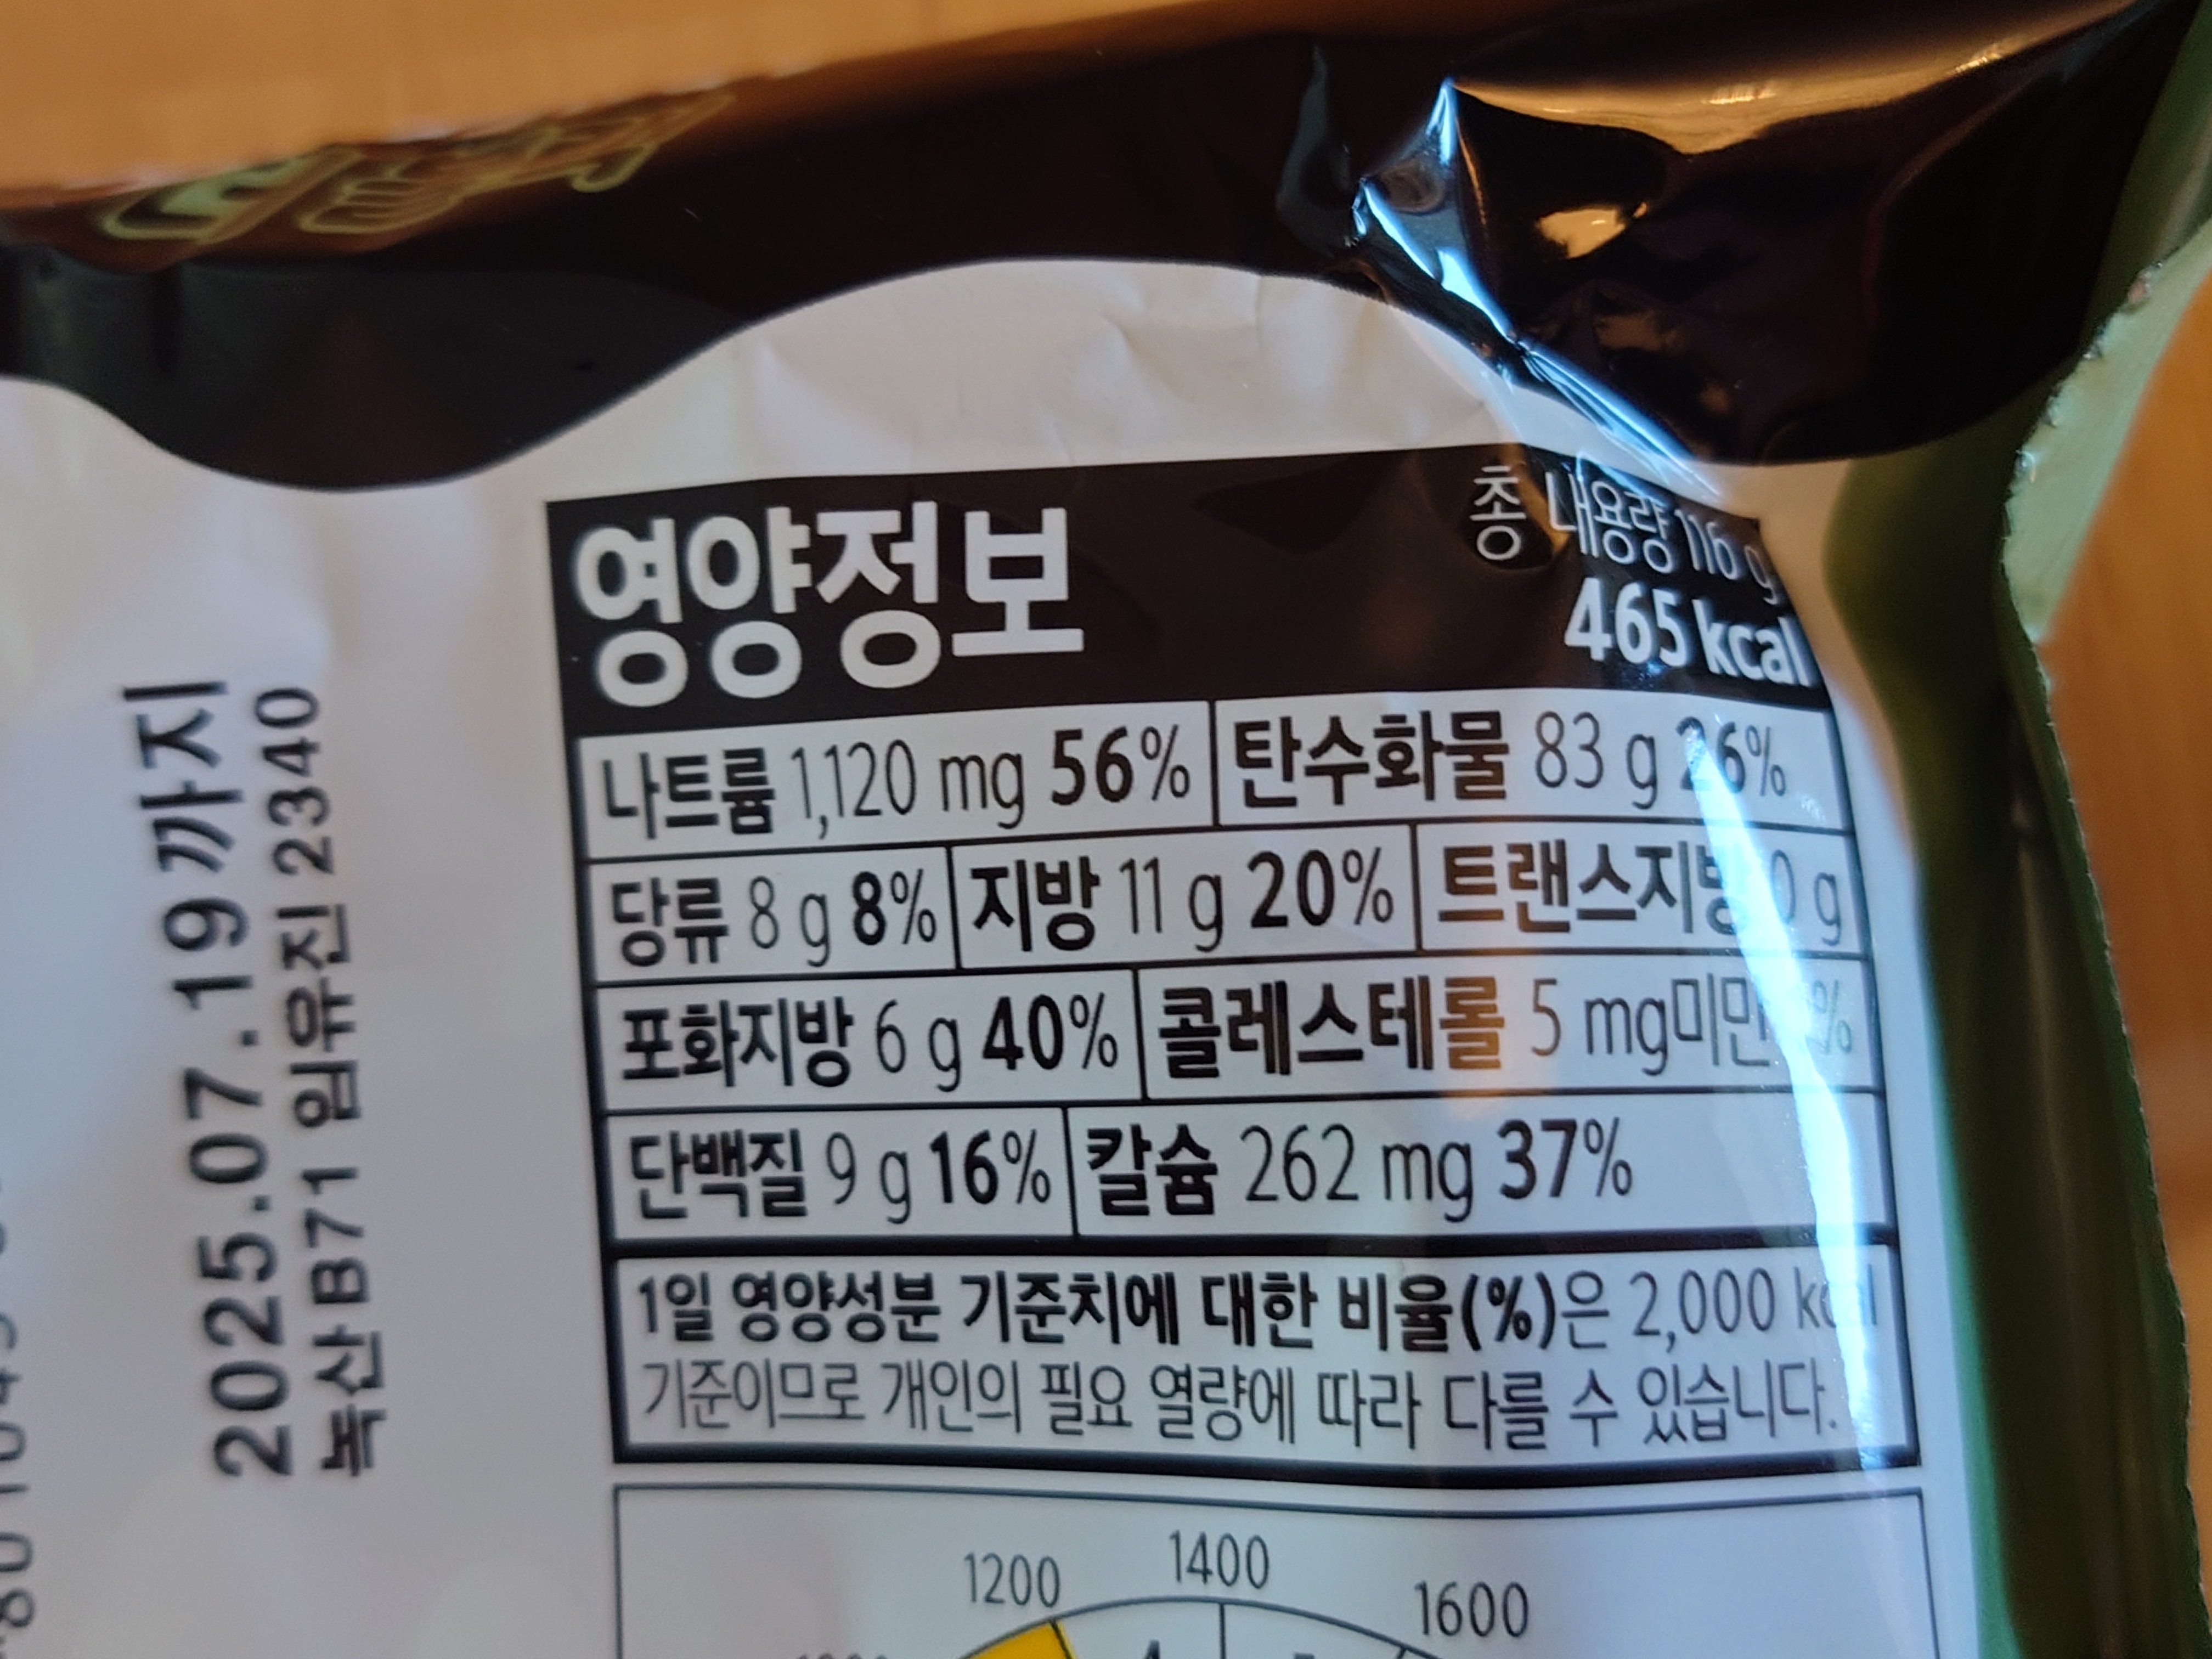 영양정보
총 내용량 116 g
465 kcal
나트륨 1,120 mg 56% 탄수화물 83 g 26%
당류 8 g 8% 지방 11 g 20% 트랜스지방 0 g
포화지방 6 g 40% 콜레스테롤 5 mg미만 %
단백질 9 g 16% 칼슘 262 mg 37%
1일 영양성분 기준치에 대한 비율(%)은 2,000 kcal
기준이므로 개인의 필요 열량에 따라 다를 수 있습니다.
1200 1400 1600
2025.07.19까지
녹산 B71 임유진 2340